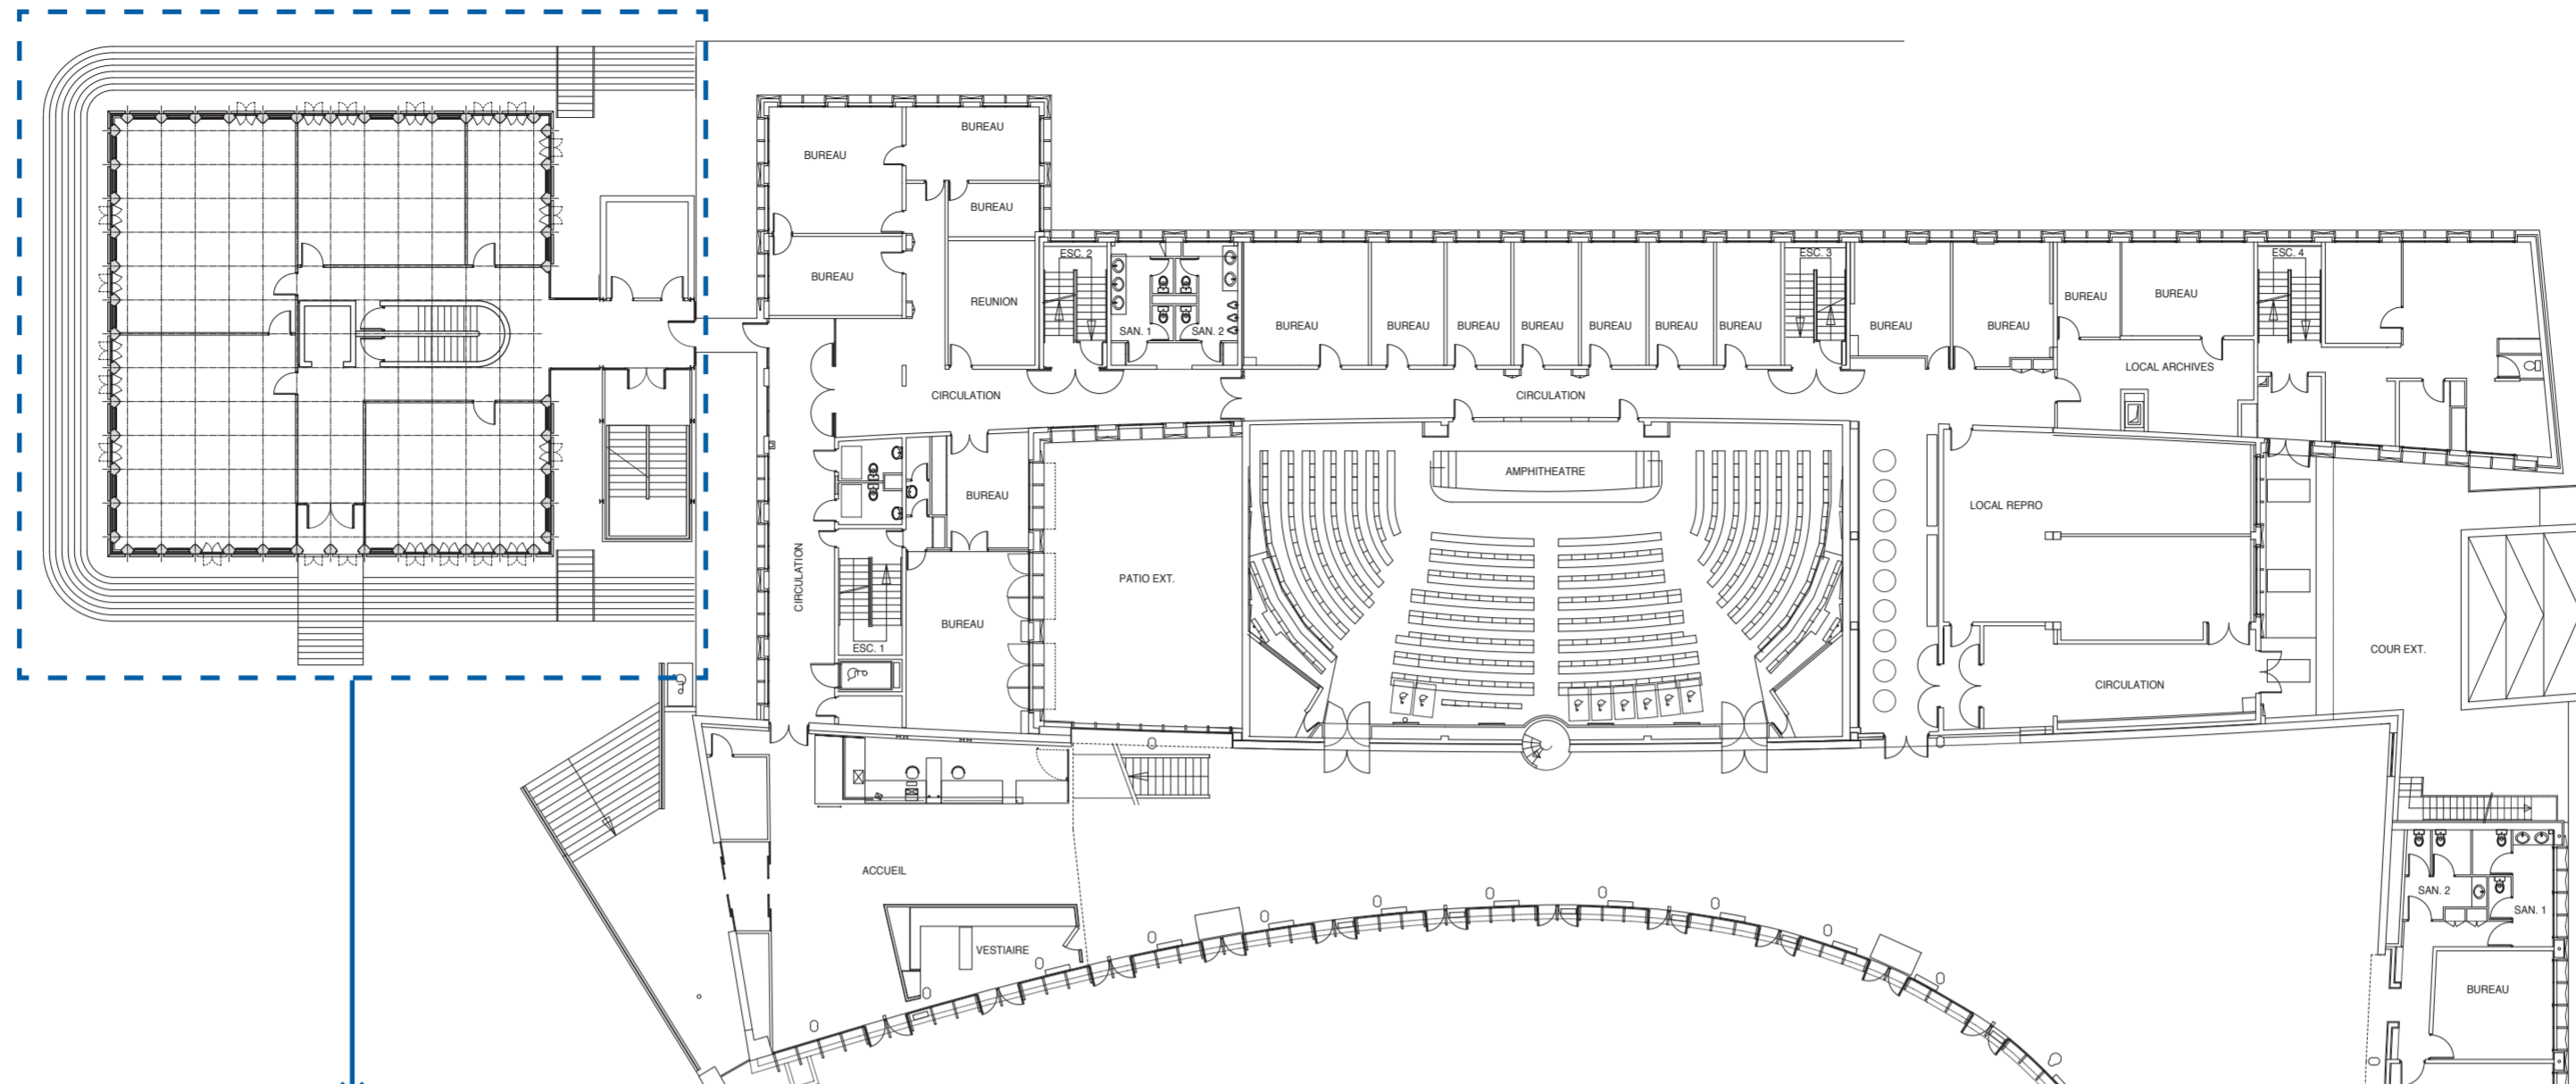 BUREAU
BUREAU
BUREAU
BUREAU
REUNION
ESC. 2
SAN. 1
SAN. 2
BUREAU
BUREAU
BUREAU
BUREAU
BUREAU
BUREAU
BUREAU
ESC. 3
BUREAU
BUREAU
BUREAU
BUREAU
ESC. 4
LOCAL ARCHIVES
CIRCULATION
CIRCULATION
AMPHITHEATRE
BUREAU
LOCAL REPRO
CIRCULATION
PATIO EXT.
BUREAU
ESC. 1
COUR EXT.
CIRCULATION
ACCUEIL
VESTIAIRE
SAN. 2
SAN. 1
BUREAU